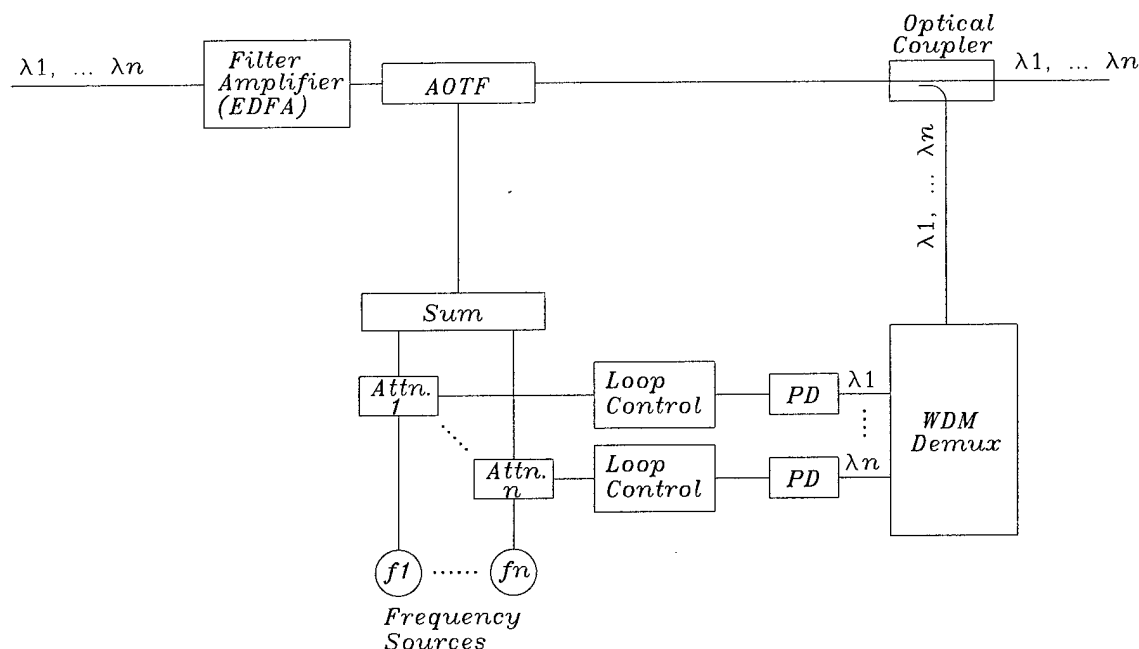 Optical
Coupler
λ1, ... λn
Filter
Amplifier
(EDFA)
AOTF
λ1, ... λn
λ1, ... λn
Sum
Attn.
1
Loop
Control
PD
λ1
WDM
Demux
Attn.
n
Loop
Control
PD
λn
f1
......
fn
Frequency
Sources